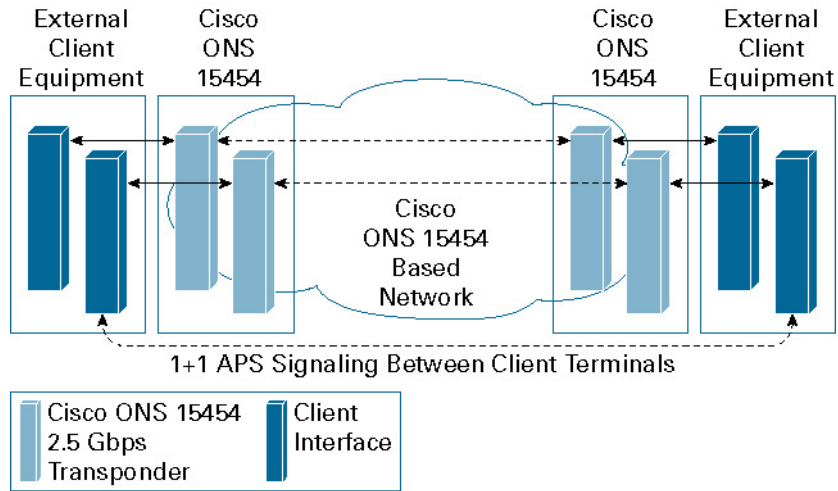 External
Client
Equipment
Cisco
ONS
15454
Cisco
ONS
15454
External
Client
Equipment
Cisco
ONS 15454
Based
Network
1+1 APS Signaling Between Client Terminals
Cisco ONS 15454
2.5 Gbps
Transponder
Client
Interface